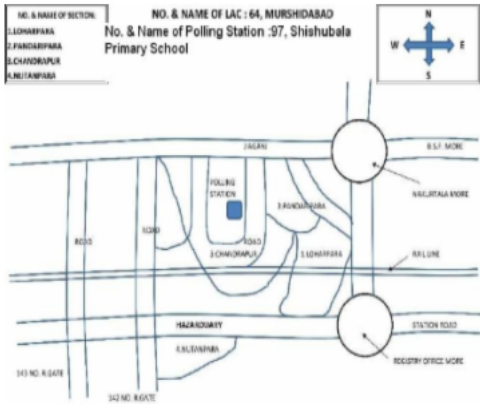 NO. & NAME OF SECTION:
1.LOHARPARA
2.PANDARIPARA
3.CHANDRAPUR
4.NUTANPARA
NO. & NAME OF LAC : 64, MURSHIDABAD
No. & Name of Polling Station :97, Shishubala
Primary School
N
W
E
S
B.S.F. MORE
POLLING
STATION
NAKURTALA MORE
2.PANDARIPARA
ROAD
ROAD
ROAD
3.CHANDRAPUR
1.LOHARPARA
RAIL LINE
HAZARDUARY
STATION ROAD
4.NUTANPARA
REGISTRY OFFICE MORE
143 NO. R.GATE
142 NO. R.GATE